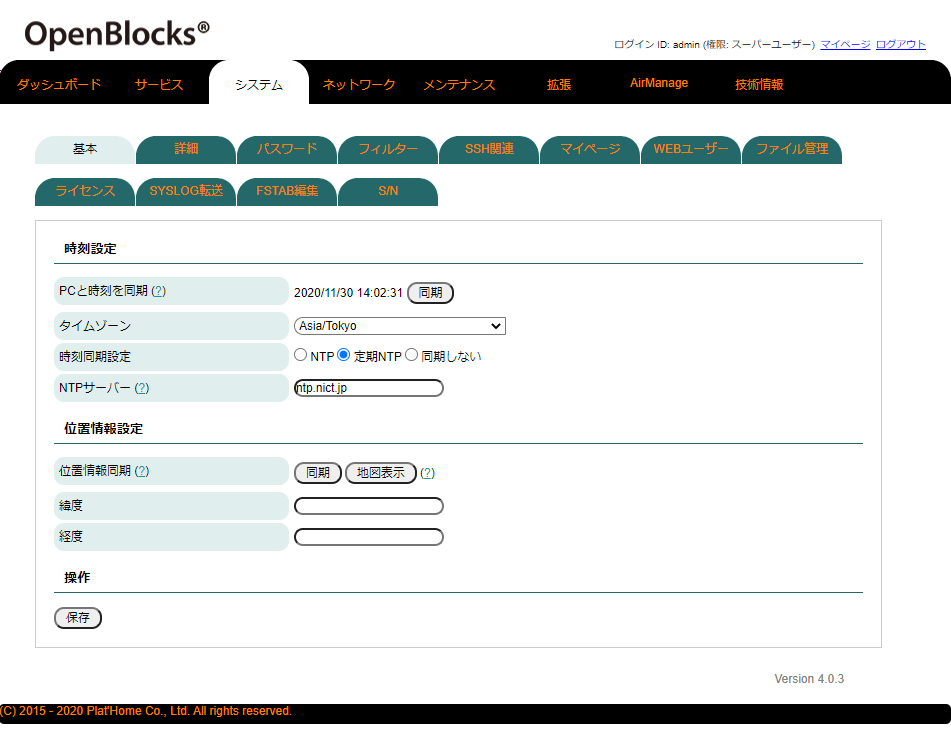 OpenBlocks®
ログイン ID: admin (権限: スーパーユーザー) マイページ ログアウト
ダッシュボード サービス システム ネットワーク メンテナンス 拡張 AirManage 技術情報
基本 詳細 パスワード フィルター SSH関連 マイページ WEBユーザー ファイル管理
ライセンス SYSLOG転送 FSTAB編集 S/N
時刻設定
PCと時刻を同期 (?) 2020/11/30 14:02:31 同期
タイムゾーン Asia/Tokyo
時刻同期設定 NTP 定期NTP 同期しない
NTPサーバー (?) ntp.nict.jp
位置情報設定
位置情報同期 (?) 同期 地図表示 (?)
緯度
経度
操作
保存
Version 4.0.3
(C) 2015 - 2020 Plat'Home Co., Ltd. All rights reserved.